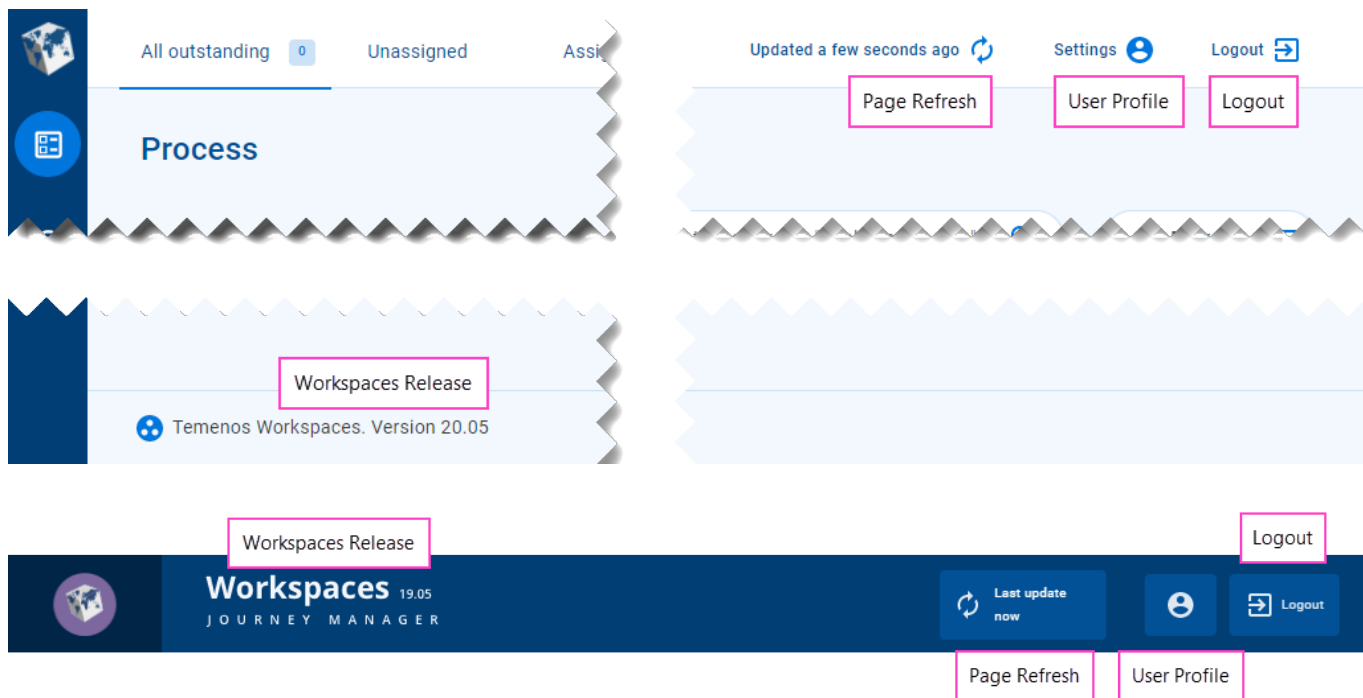 All outstanding 0 Unassigned
Updated a few seconds ago Settings Logout
Page Refresh User Profile Logout
Process
Workspaces Release
Temenos Workspaces. Version 20.05
Workspaces Release
Logout
Workspaces 19.05
JOURNEY MANAGER
Last update
now
Logout
Page Refresh User Profile